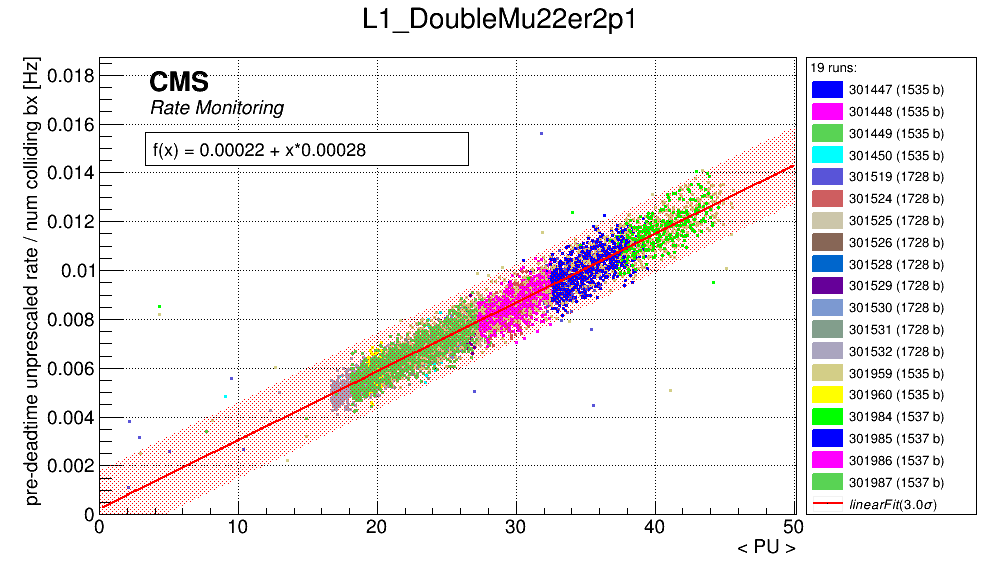 L1_DoubleMu22er2p1
pre-deadtime unprescaled rate / num colliding bx [Hz]
0.018
0.016
0.014
0.012
0.01
0.008
0.006
0.004
0.002
0
CMS
Rate Monitoring
f(x) = 0.00022 + x*0.00028
0 10 20 30 40 50
< PU >
19 runs:
301447 (1535 b)
301448 (1535 b)
301449 (1535 b)
301450 (1535 b)
301519 (1728 b)
301524 (1728 b)
301525 (1728 b)
301526 (1728 b)
301528 (1728 b)
301529 (1728 b)
301530 (1728 b)
301531 (1728 b)
301532 (1728 b)
301959 (1535 b)
301960 (1535 b)
301984 (1537 b)
301985 (1537 b)
301986 (1537 b)
301987 (1537 b)
linearFit(3.0σ)